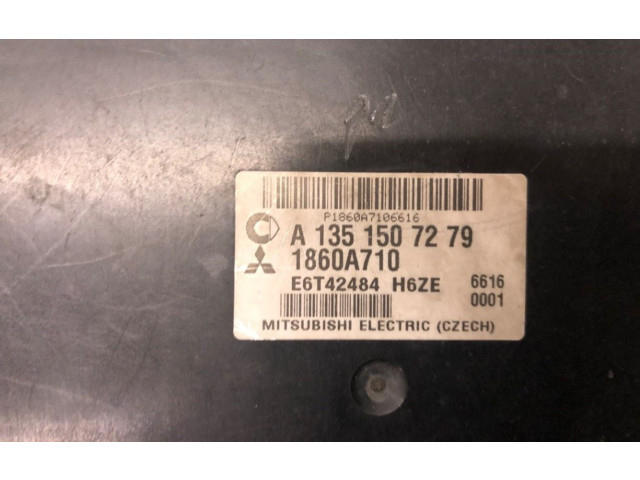 P1860A7106616
A 135 150 72 79
1860A710
E6T42484 H6ZE 6616
0001
MITSUBISHI ELECTRIC (CZECH)